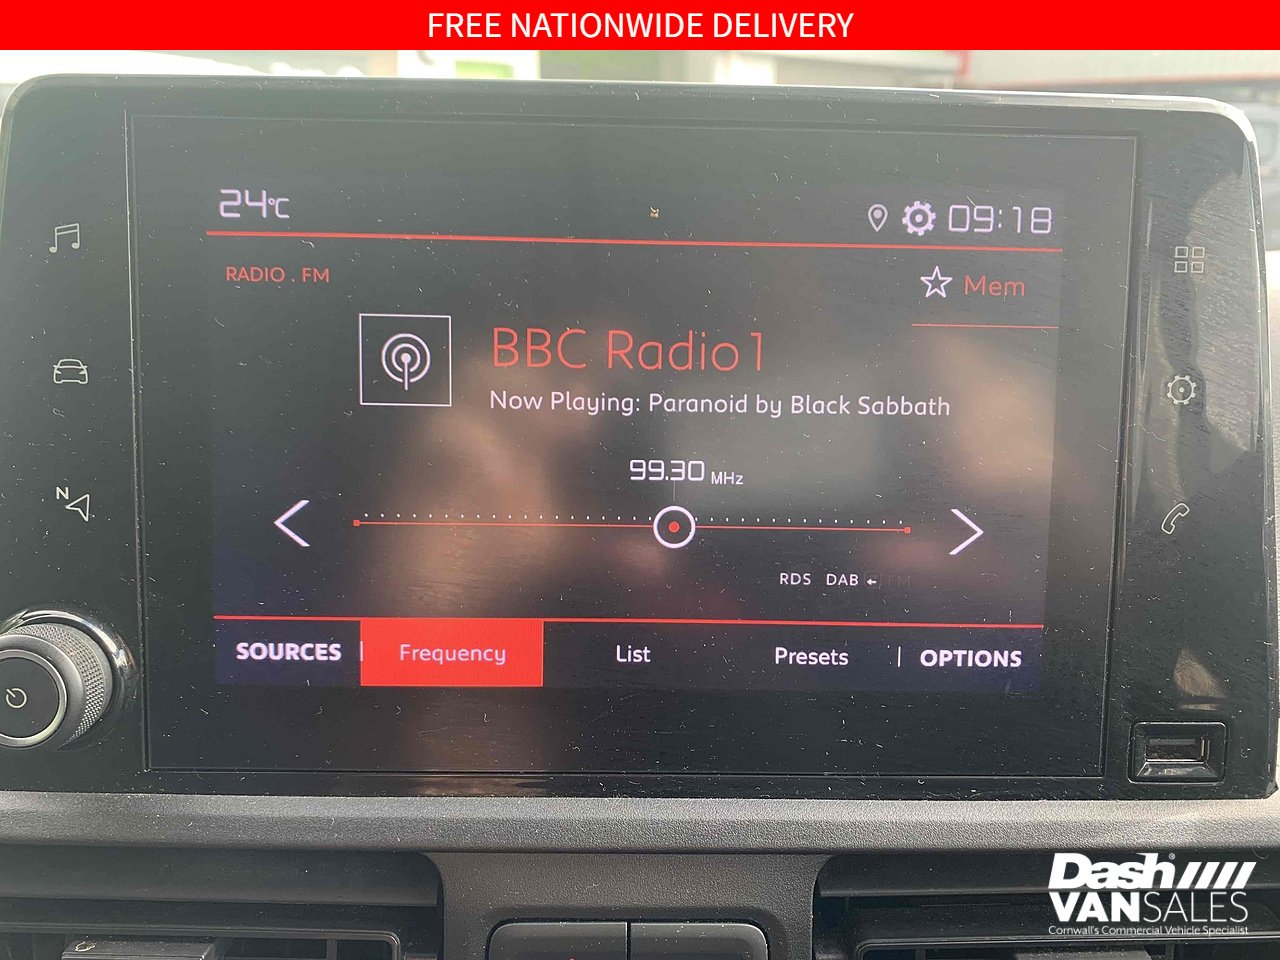 FREE NATIONWIDE DELIVERY
24°C
09:18
RADIO . FM
Mem
BBC Radio 1
Now Playing: Paranoid by Black Sabbath
99.30 MHz
N
RDS DAB FM
SOURCES | Frequency List Presets | OPTIONS
Dash
VANSALES
Cornwall's Commercial Vehicle Specialist